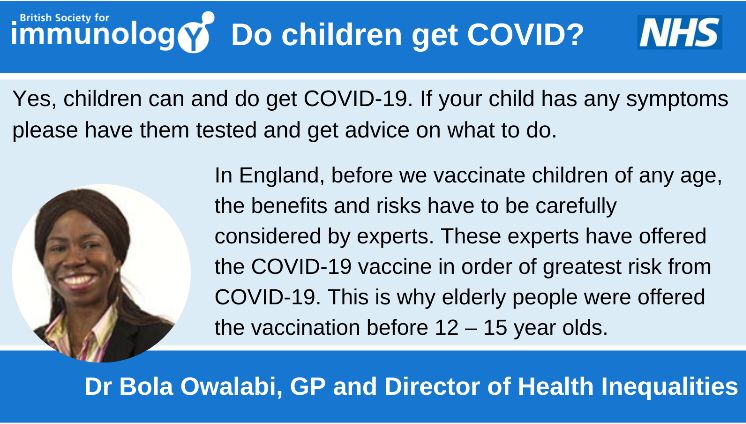 British Society for
immunology
Do children get COVID?
NHS
Yes, children can and do get COVID-19. If your child has any symptoms
please have them tested and get advice on what to do.
In England, before we vaccinate children of any age,
the benefits and risks have to be carefully
considered by experts. These experts have offered
the COVID-19 vaccine in order of greatest risk from
COVID-19. This is why elderly people were offered
the vaccination before 12 – 15 year olds.
Dr Bola Owalabi, GP and Director of Health Inequalities